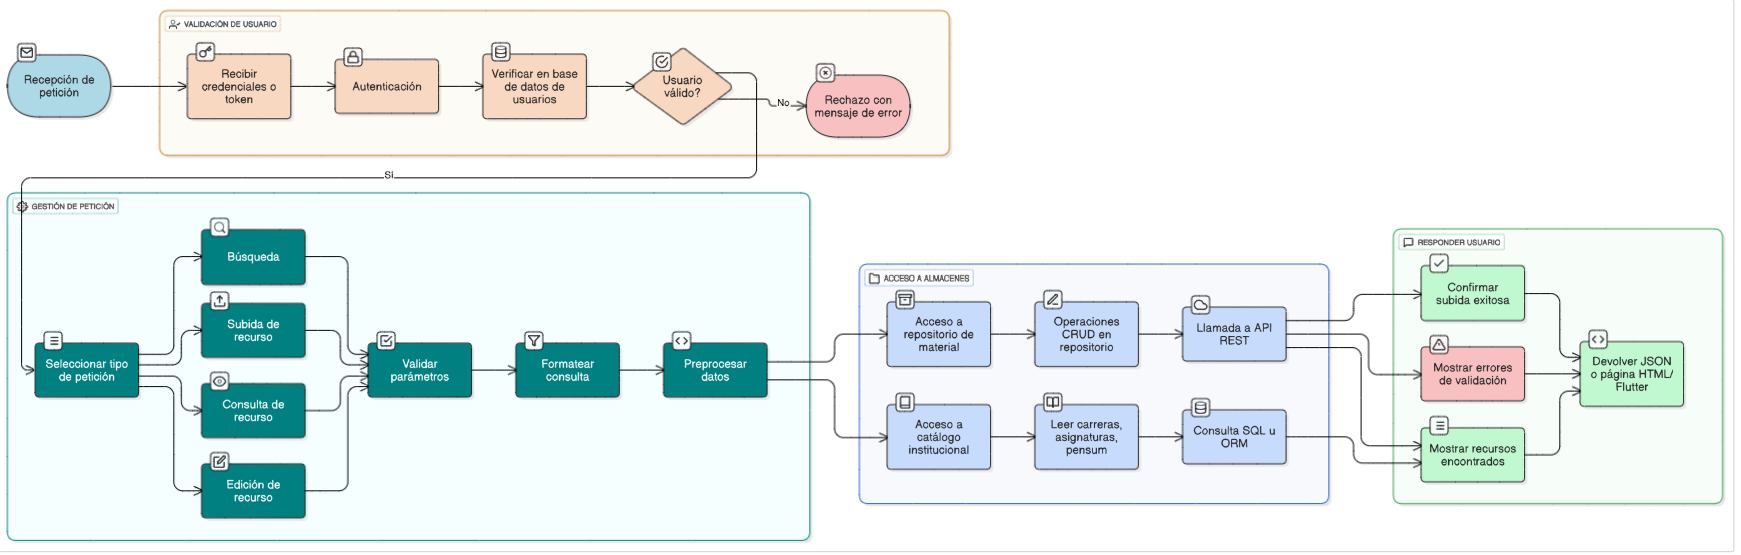 VALIDACIÓN DE USUARIO
Recepción de
petición
Recibir
credenciales o
token
Autenticación
Verificar en base
de datos de
usuarios
Usuario
válido?
No
Rechazo con
mensaje de error
Sí
GESTIÓN DE PETICIÓN
Seleccionar tipo
de petición
Búsqueda
Subida de
recurso
Consulta de
recurso
Edición de
recurso
Validar
parámetros
Formatear
consulta
Preprocesar
datos
ACCESO A ALMACENES
Acceso a
repositorio de
material
Operaciones
CRUD en
repositorio
Llamada a API
REST
Acceso a
catálogo
institucional
Leer carreras,
asignaturas,
pensum
Consulta SQL u
ORM
RESPONDER USUARIO
Confirmar
subida exitosa
Mostrar errores
de validación
Mostrar recursos
encontrados
Devolver JSON
o página HTML/
Flutter